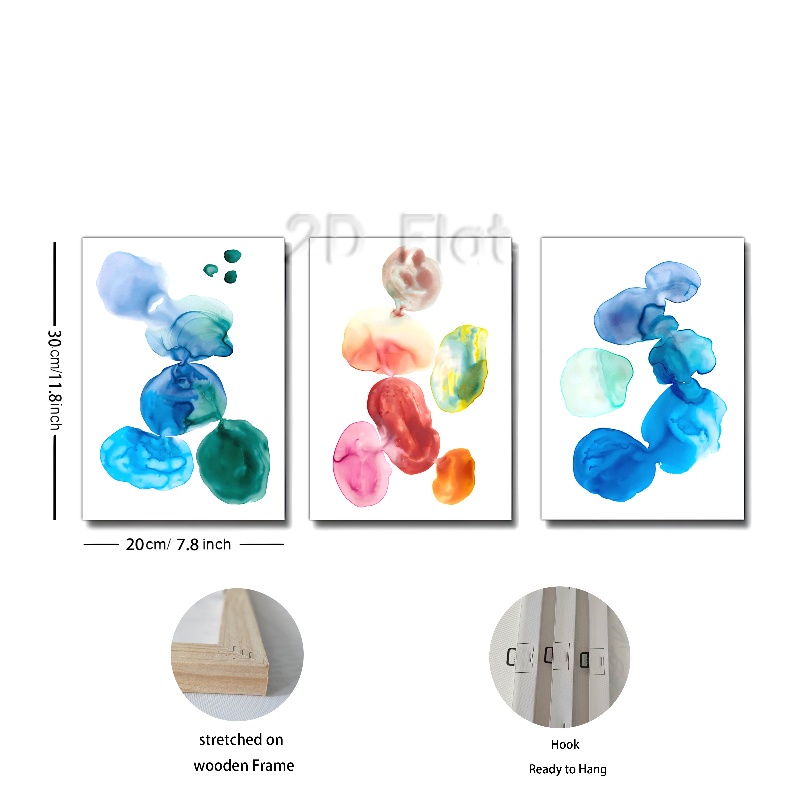 2D Flat
30cm/11.8inch
20cm/ 7.8 inch
stretched on
wooden Frame
Hook
Ready to Hang